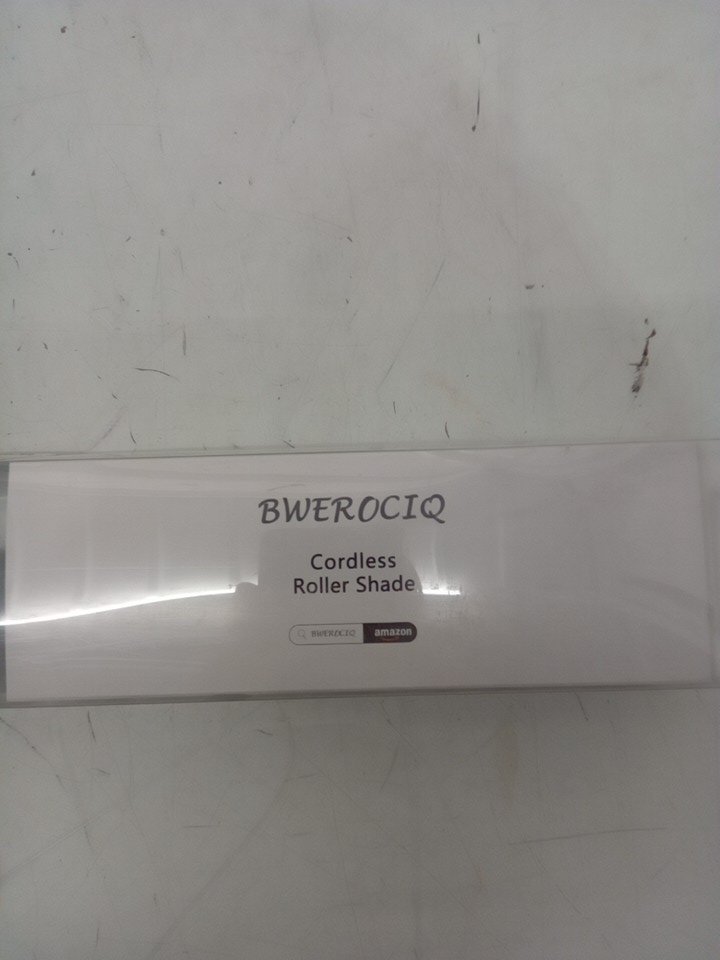 BWEROCIQ
Cordless
Roller Shade
BWEROCIQ amazon